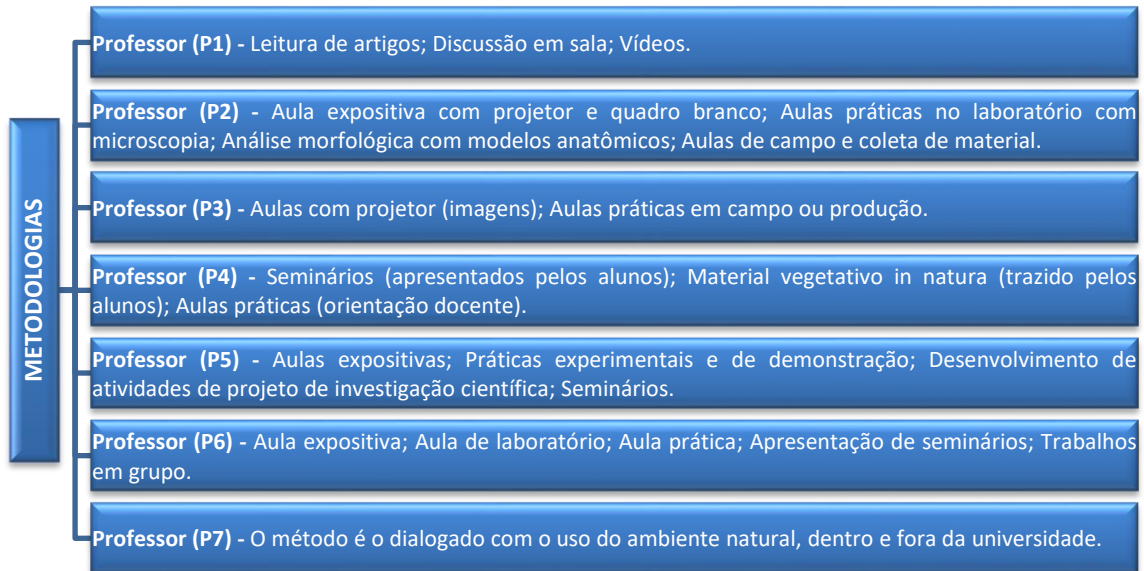 METODOLOGIAS
Professor (P1) - Leitura de artigos; Discussão em sala; Vídeos.
Professor (P2) - Aula expositiva com projetor e quadro branco; Aulas práticas no laboratório com
microscopia; Análise morfológica com modelos anatômicos; Aulas de campo e coleta de material.
Professor (P3) - Aulas com projetor (imagens); Aulas práticas em campo ou produção.
Professor (P4) - Seminários (apresentados pelos alunos); Material vegetativo in natura (trazido pelos
alunos); Aulas práticas (orientação docente).
Professor (P5) - Aulas expositivas; Práticas experimentais e de demonstração; Desenvolvimento de
atividades de projeto de investigação científica; Seminários.
Professor (P6) - Aula expositiva; Aula de laboratório; Aula prática; Apresentação de seminários; Trabalhos
em grupo.
Professor (P7) - O método é o dialogado com o uso do ambiente natural, dentro e fora da universidade.